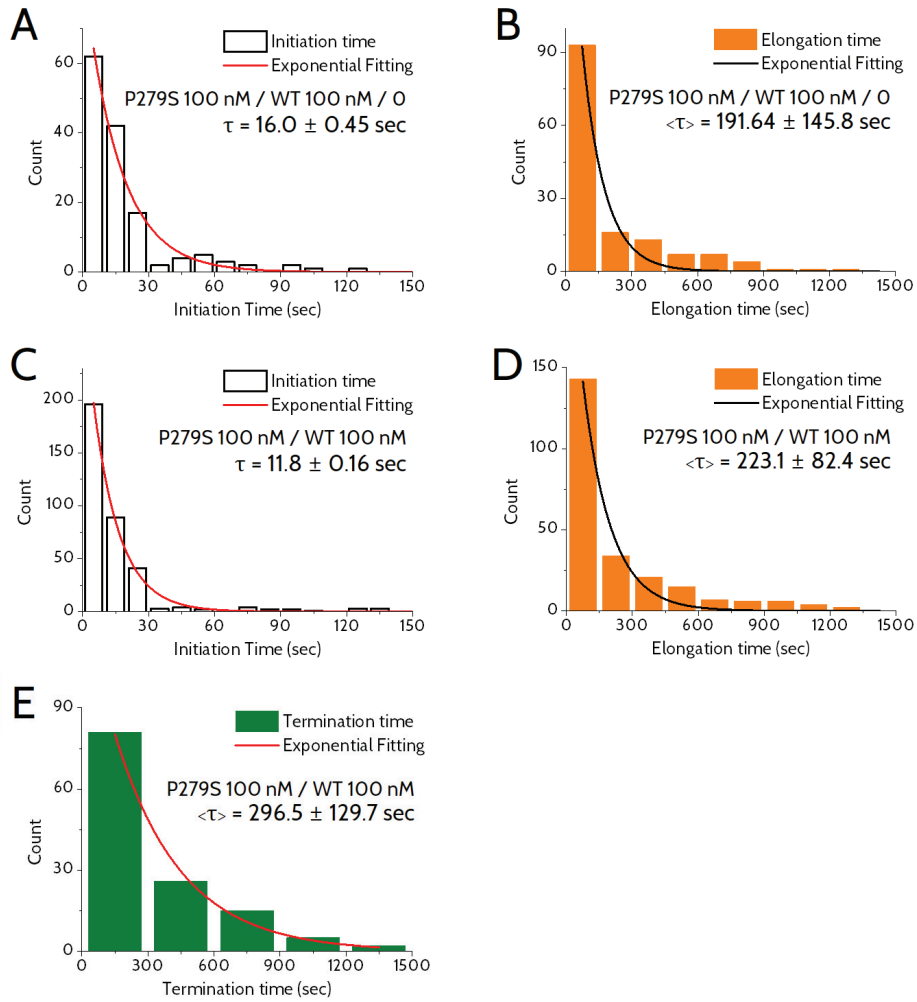 A
Initiation time
Exponential Fitting
P279S 100 nM / WT 100 nM / 0
τ = 16.0 ± 0.45 sec
Count
60
40
20
0
0 30 60 90 120 150
Initiation Time (sec)
B
Elongation time
Exponential Fitting
P279S 100 nM / WT 100 nM / 0
<τ> = 191.64 ± 145.8 sec
Count
90
60
30
0
0 300 600 900 1200 1500
Elongation time (sec)
C
Initiation time
Exponential Fitting
P279S 100 nM / WT 100 nM
τ = 11.8 ± 0.16 sec
Count
200
150
100
50
0
0 30 60 90 120 150
Initiation Time (sec)
D
Elongation time
Exponential Fitting
P279S 100 nM / WT 100 nM
<τ> = 223.1 ± 82.4 sec
Count
150
100
50
0
0 300 600 900 1200 1500
Elongation time (sec)
E
Termination time
Exponential Fitting
P279S 100 nM / WT 100 nM
<τ> = 296.5 ± 129.7 sec
Count
90
60
30
0
0 300 600 900 1200 1500
Termination time (sec)